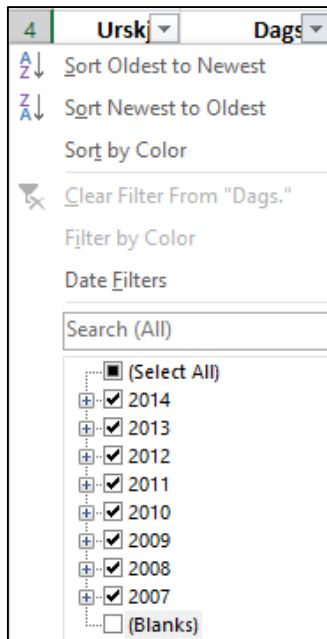 4 Urskj Dags
Sort Oldest to Newest
Sort Newest to Oldest
Sort by Color
Clear Filter From "Dags."
Filter by Color
Date Filters
Search (All)
(Select All)
2014
2013
2012
2011
2010
2009
2008
2007
(Blanks)